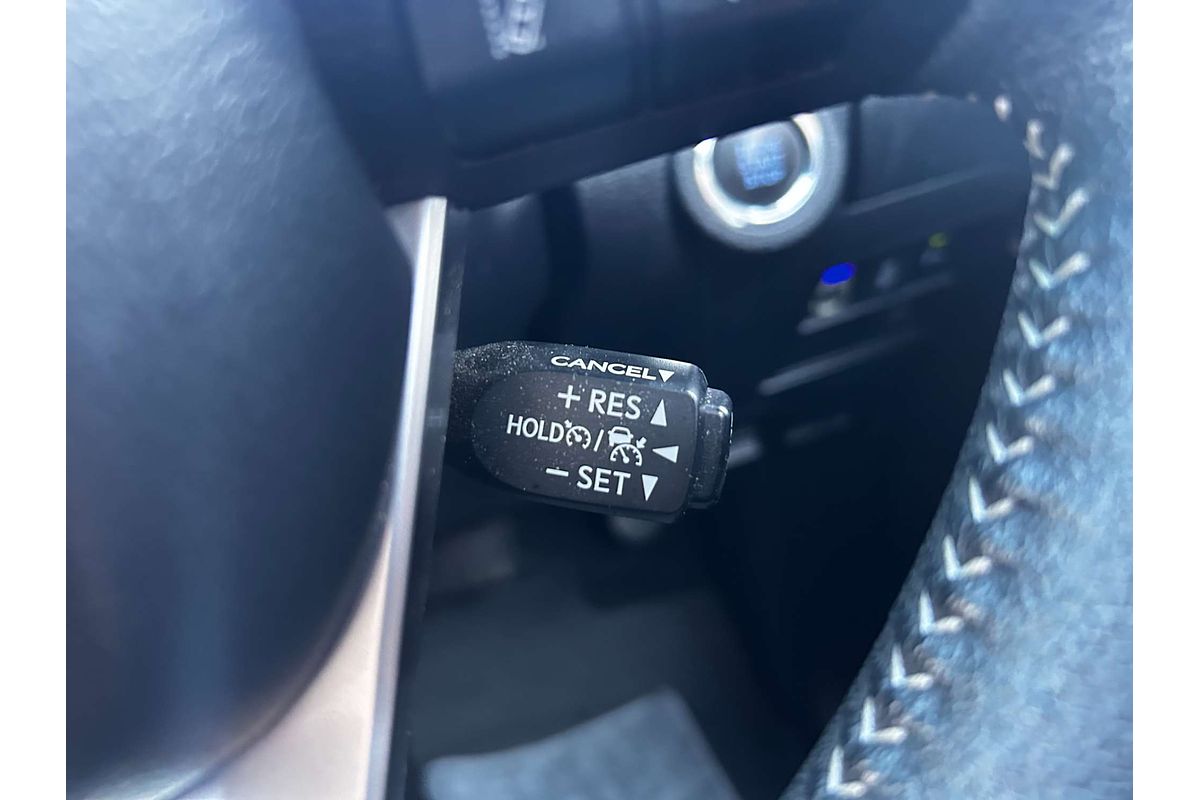 CANCEL▼
+ RES ▲
HOLD / ◄
− SET ▼